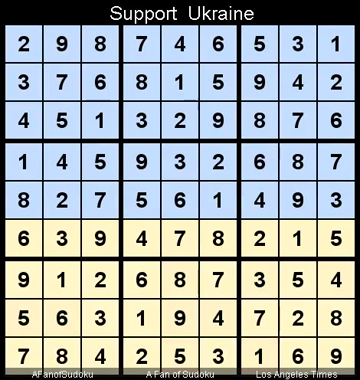 Support Ukraine
2 9 8 7 4 6 5 3 1
3 7 6 8 1 5 9 4 2
4 5 1 3 2 9 8 7 6
1 4 5 9 3 2 6 8 7
8 2 7 5 6 1 4 9 3
6 3 9 4 7 8 2 1 5
9 1 2 6 8 7 3 5 4
5 6 3 1 9 4 7 2 8
7 8 4 2 5 3 1 6 9
AFanofSudoku A Fan of Sudoku Los Angeles Times